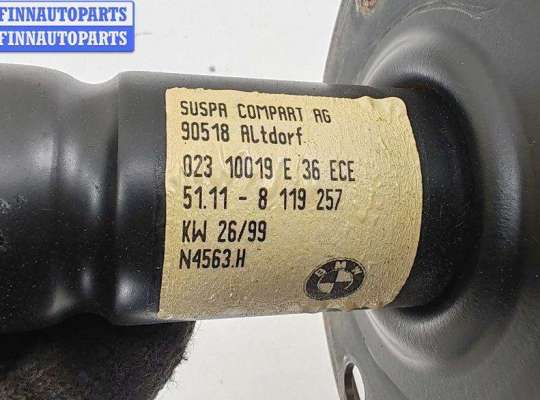 FINNAUTOPARTS
FINNAUTOPARTS
SUSPA COMPART AG
90518 ALtdorf
023 10019 E 36 ECE
51.11 - 8 119 257
KW 26/99
N4563.H
BMW